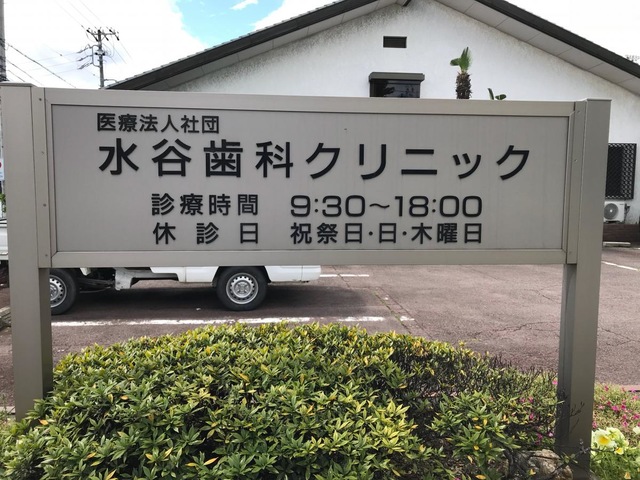 医療法人社団
水谷歯科クリニック
診療時間 9:30～18:00
休診日 祝祭日・日・木曜日